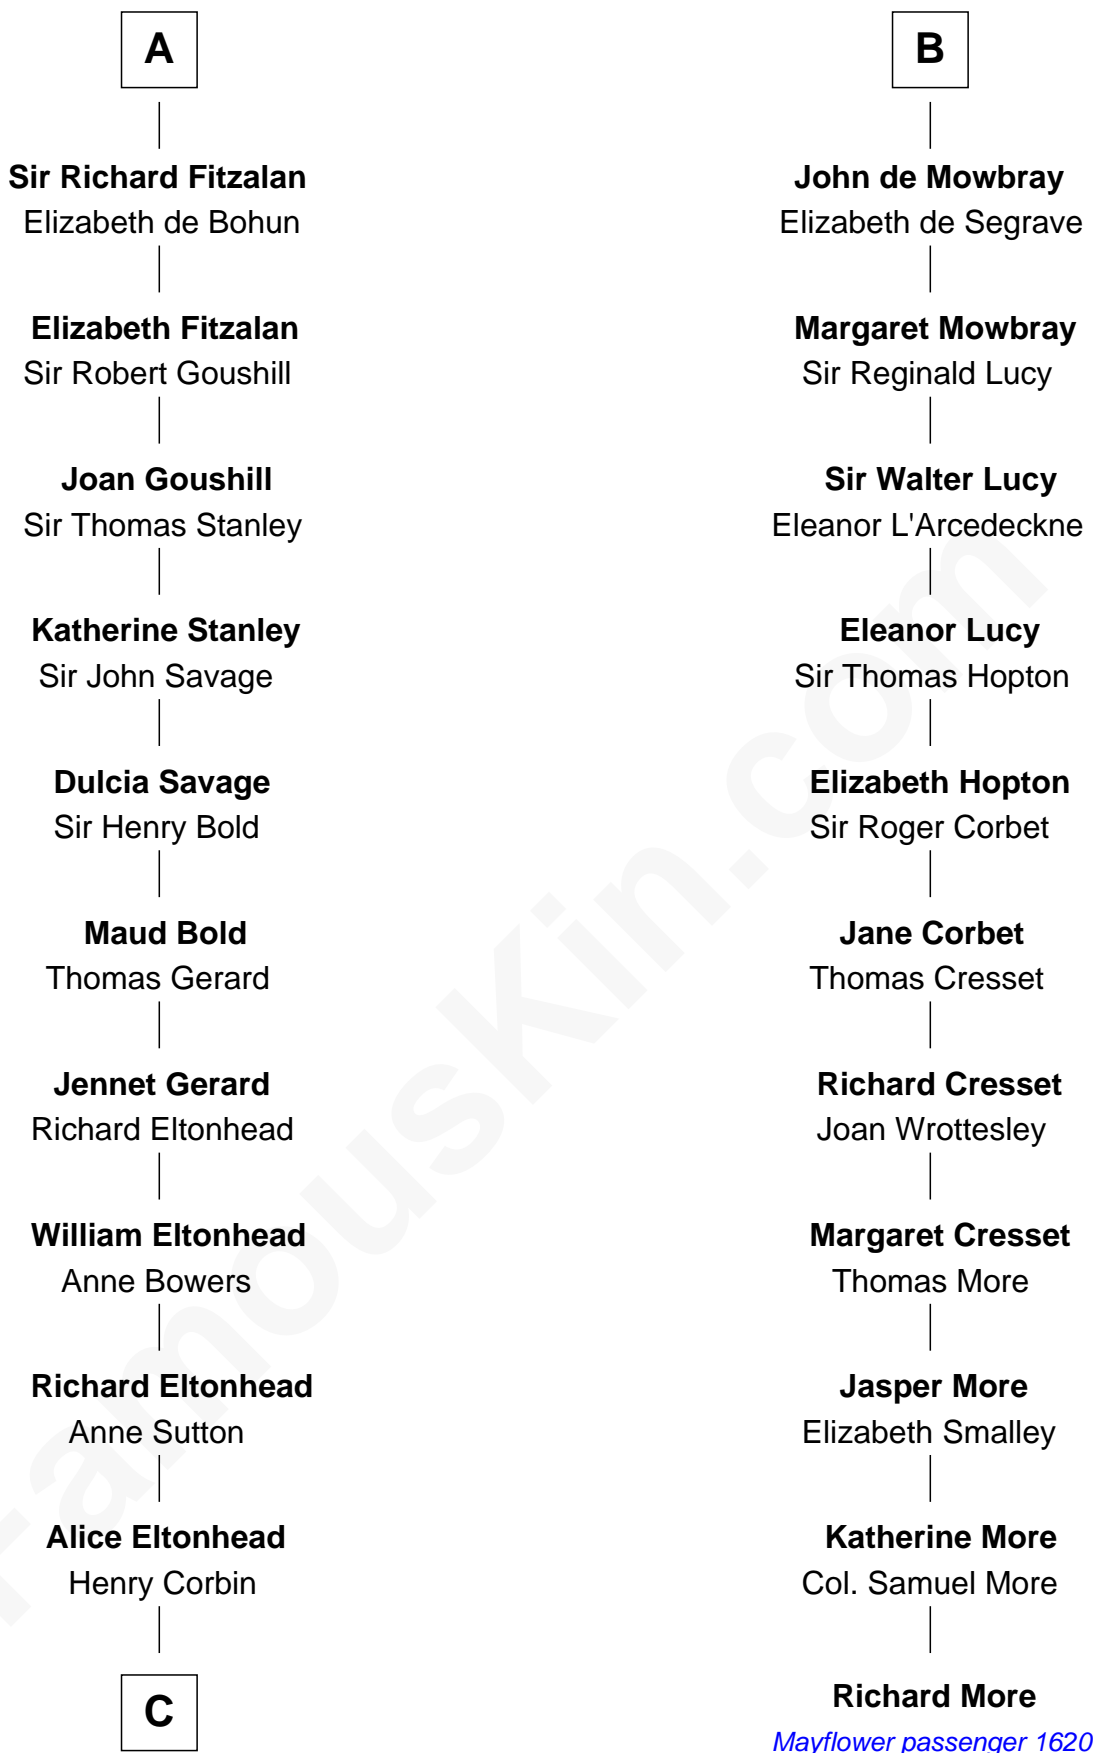 A
Sir Richard Fitzalan
Elizabeth de Bohun
Elizabeth Fitzalan
Sir Robert Goushill
Joan Goushill
Sir Thomas Stanley
Katherine Stanley
Sir John Savage
Dulcia Savage
Sir Henry Bold
Maud Bold
Thomas Gerard
Jennet Gerard
Richard Eltonhead
William Eltonhead
Anne Bowers
Richard Eltonhead
Anne Sutton
Alice Eltonhead
Henry Corbin
C
B
John de Mowbray
Elizabeth de Segrave
Margaret Mowbray
Sir Reginald Lucy
Sir Walter Lucy
Eleanor L'Arcedeckne
Eleanor Lucy
Sir Thomas Hopton
Elizabeth Hopton
Sir Roger Corbet
Jane Corbet
Thomas Cresset
Richard Cresset
Joan Wrottesley
Margaret Cresset
Thomas More
Jasper More
Elizabeth Smalley
Katherine More
Col. Samuel More
Richard More
Mayflower passenger 1620
FamousKin.com